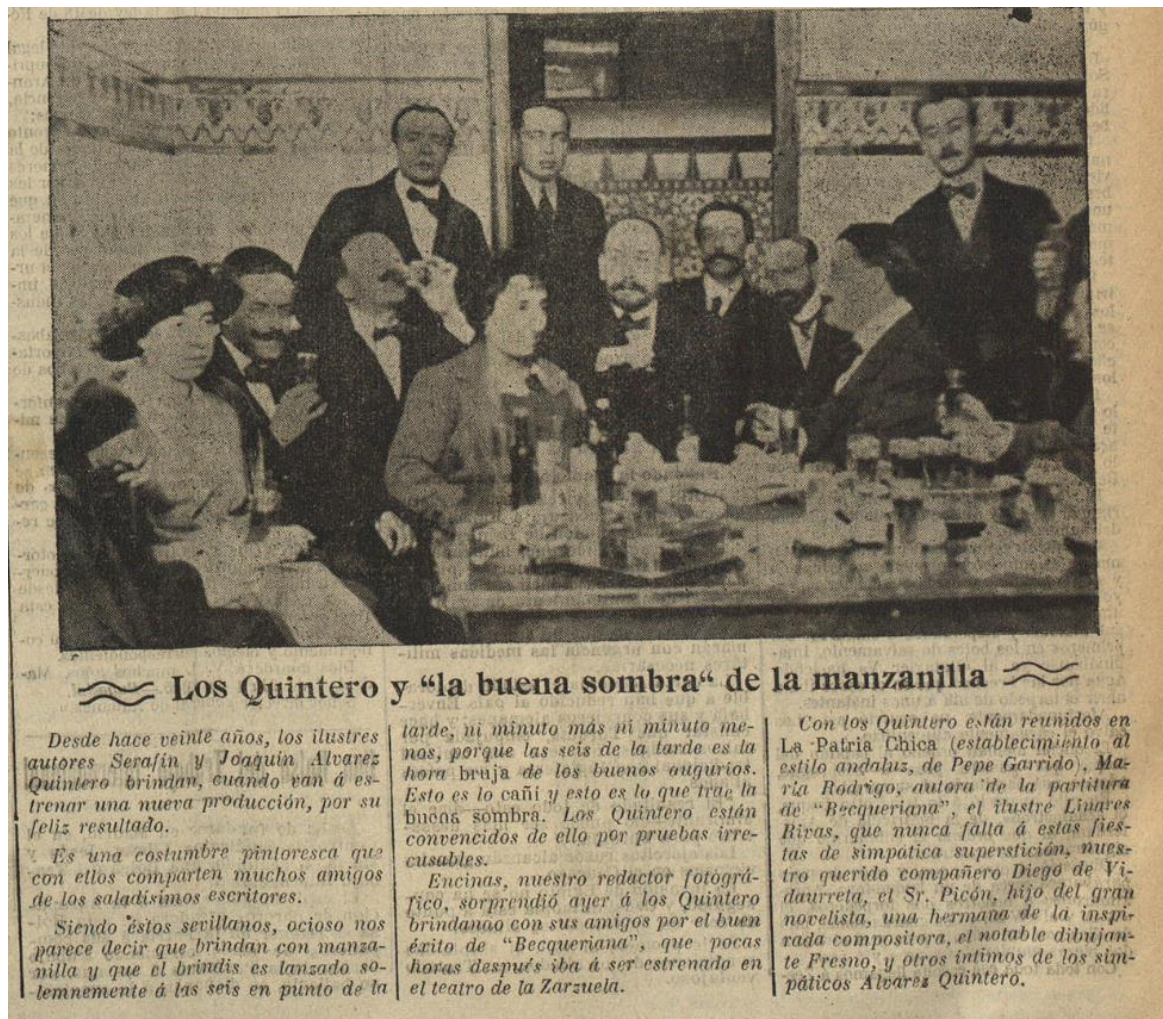 Los Quintero y “la buena sombra“ de la manzanilla
Desde hace veinte años, los ilustres
autores Serafín y Joaquín Alvarez
Quintero brindan, cuando van á es-
trenar una nueva producción, por su
feliz resultado.
Es una costumbre pintoresca que
con ellos comparten muchos amigos
de los saladísimos escritores.
Siendo éstos sevillanos, ocioso nos
parece decir que brindan con manza-
nilla y que el brindis es lanzado so-
lemnemente á las seis en punto de la
tarde, ni minuto más ni minuto me-
nos, porque las seis de la tarde es la
hora bruja de los buenos augurios.
Esto es lo cañí y esto es lo que trae la
buena sombra. Los Quintero están
convencidos de ello por pruebas irre-
cusables.
Encinas, nuestro redactor fotográ-
fico, sorprendió ayer á los Quintero
brindando con sus amigos por el buen
éxito de "Becqueriana", que pocas
horas después iba á ser estrenado en
el teatro de la Zarzuela.
Con los Quintero están reunidos en
La Patria Chica (establecimiento al
estilo andaluz, de Pepe Garrido), Ma-
ría Rodrigo, autora de la partitura
de "Becqueriana", el ilustre Linares
Rivas, que nunca falta á estas fies-
tas de simpática superstición, nues-
tro querido compañero Diego de Vi-
daurreta, el Sr. Picón, hijo del gran
novelista, una hermana de la inspi-
rada compositora, el notable dibujan-
te Fresno, y otros íntimos de los sim-
páticos Alvarez Quintero.